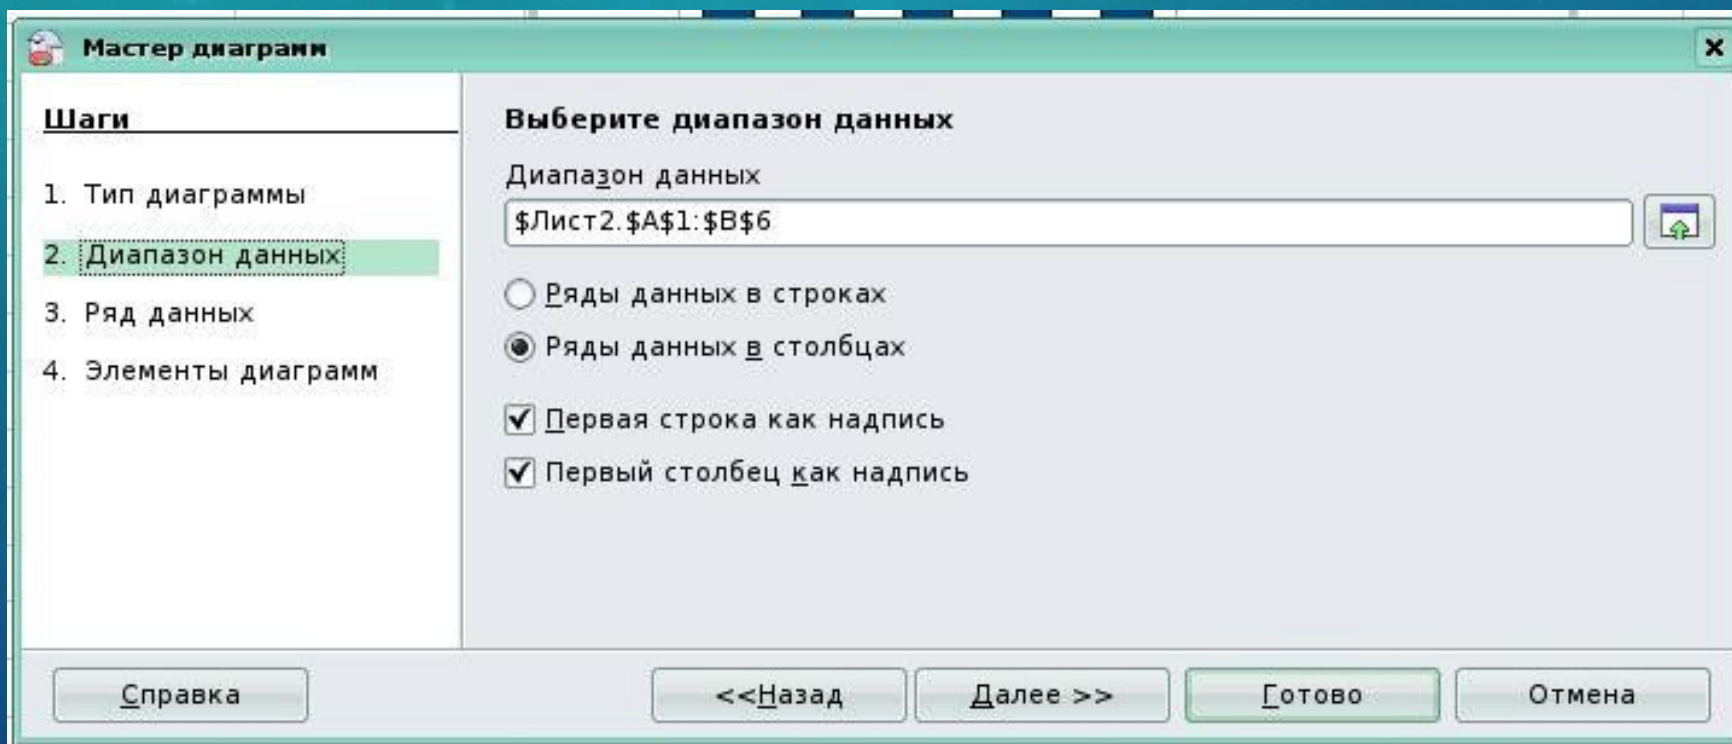 Мастер диаграмм
Шаги
1. Тип диаграммы
2. Диапазон данных
3. Ряд данных
4. Элементы диаграмм
Выберите диапазон данных
Диапазон данных
$Лист2.$A$1:$B$6
Ряды данных в строках
Ряды данных в столбцах
Первая строка как надпись
Первый столбец как надпись
Справка
<<Назад
Далее >>
Готово
Отмена